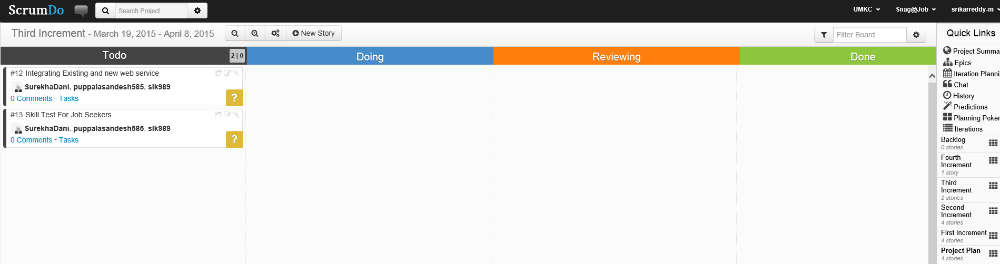 ScrumDo Search Project UMKC Snag@Job srikarreddy-m
Third Increment - March 19, 2015 - April 8, 2015 New Story Filter Board
Todo 2 | 0 Doing Reviewing Done
#12 Integrating Existing and new web service
SurekhaDani, puppalasandesh585, slk989
0 Comments - Tasks ?
#13 Skill Test For Job Seekers
SurekhaDani, puppalasandesh585, slk989
0 Comments - Tasks ?
Quick Links
Project Summa
Epics
Iteration Planni
Chat
History
Predictions
Planning Poker
Iterations
Backlog
0 stories
Fourth
Increment
1 story
Third
Increment
2 stories
Second
Increment
4 stories
First Increment
4 stories
Project Plan
4 stories